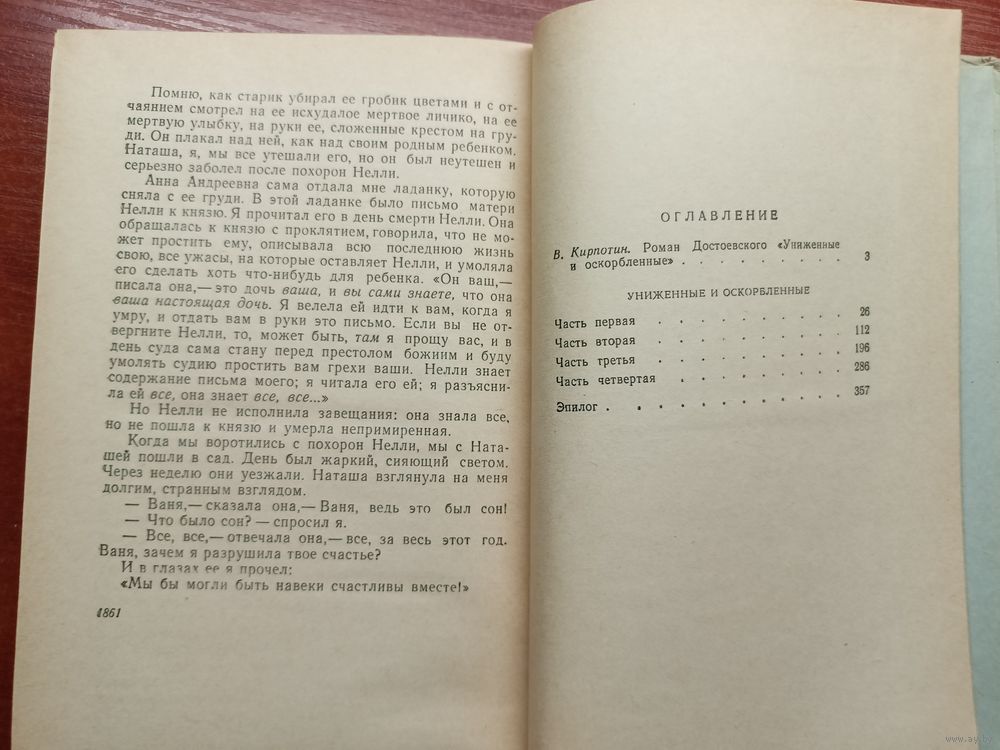 Помню, как старик убирал ее гробик цветами и с от-
чаянием смотрел на ее исхудалое мертвое личико, на ее
мертвую улыбку, на руки ее, сложенные крестом на гру-
ди. Он плакал над ней, как над своим родным ребенком.
Наташа, я, мы все утешали его, но он был неутешен и
серьезно заболел после похорон Нелли.
Анна Андреевна сама отдала мне ладанку, которую
сняла с ее груди. В этой ладанке было письмо матери
Нелли к князю. Я прочитал его в день смерти Нелли. Она
обращалась к князю с проклятием, говорила, что не мо-
жет простить ему, описывала всю последнюю жизнь
свою, все ужасы, на которые оставляет Нелли, и умоляла
его сделать хоть что-нибудь для ребенка. «Он ваш,—
писала она,— это дочь ваша, и вы сами знаете, что она
ваша настоящая дочь. Я велела ей идти к вам, когда я
умру, и отдать вам в руки это письмо. Если вы не от-
вергните Нелли, то, может быть, там я прощу вас, и в
день суда сама стану перед престолом божиим и буду
умолять судию простить вам грехи ваши. Нелли знает
содержание письма моего; я читала его ей; я разъясни-
ла ей все, она знает все, все...»
Но Нелли не исполнила завещания: она знала все,
но не пошла к князю и умерла непримиренная.
Когда мы воротились с похорон Нелли, мы с Ната-
шей пошли в сад. День был жаркий, сияющий светом.
Через неделю они уезжали. Наташа взглянула на меня
долгим, странным взглядом.
— Ваня,— сказала она,— Ваня, ведь это был сон!
— Что было сон? — спросил я.
— Все, все,— отвечала она,— все, за весь этот год.
Ваня, зачем я разрушила твое счастье?
И в глазах ее я прочел:
«Мы бы могли быть навеки счастливы вместе!»
1861
ОГЛАВЛЕНИЕ
В. Кирпотин. Роман Достоевского «Униженные
и оскорбленные» . . . . . . . . . 3
УНИЖЕННЫЕ И ОСКОРБЛЕННЫЕ
Часть первая . . . . . . . . . . 26
Часть вторая . . . . . . . . . . 112
Часть третья . . . . . . . . . . 196
Часть четвертая . . . . . . . . . 286
Эпилог . . . . . . . . . . . . 357
www.ay.by